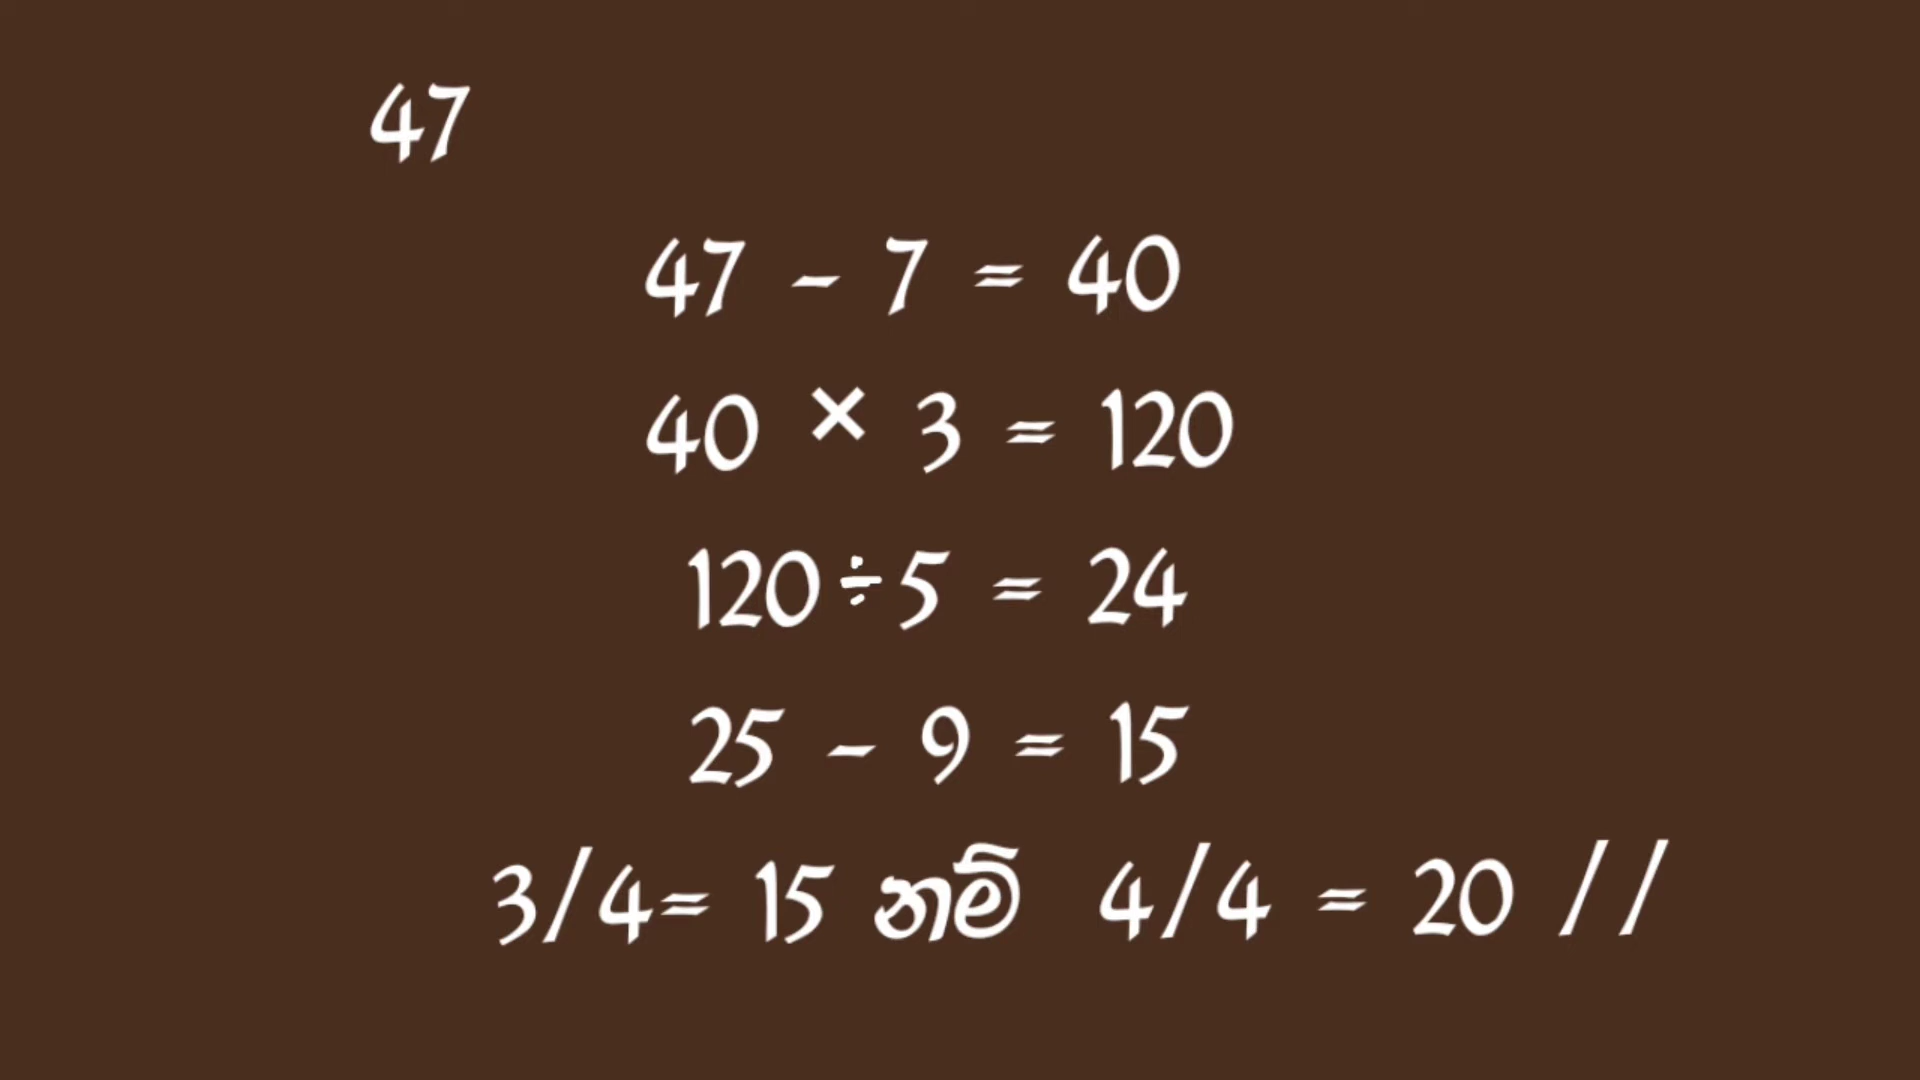 47
47 - 7 = 40
40 × 3 = 120
120÷5 = 24
25 - 9 = 15
3/4= 15 නම් 4/4 = 20 //